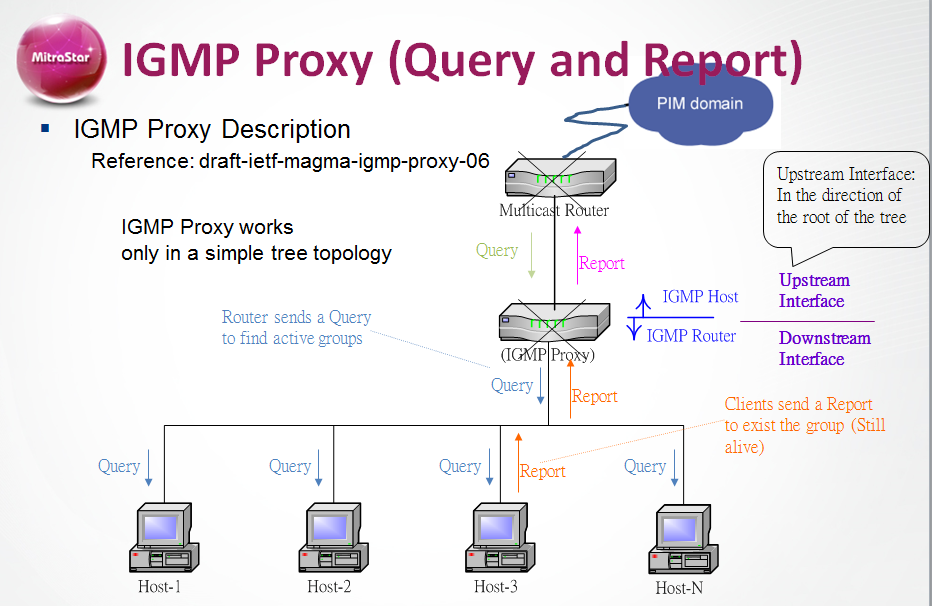 MitraStar
IGMP Proxy (Query and Report)
PIM domain
▪ IGMP Proxy Description
Reference: draft-ietf-magma-igmp-proxy-06
Multicast Router
Upstream Interface:
In the direction of
the root of the tree
IGMP Proxy works
only in a simple tree topology
Query
Report
Upstream
Interface
IGMP Host
IGMP Router
Downstream
Interface
Router sends a Query
to find active groups
(IGMP Proxy)
Query
Report
Clients send a Report
to exist the group (Still
alive)
Query
Query
Query
Report
Query
Host-1
Host-2
Host-3
Host-N